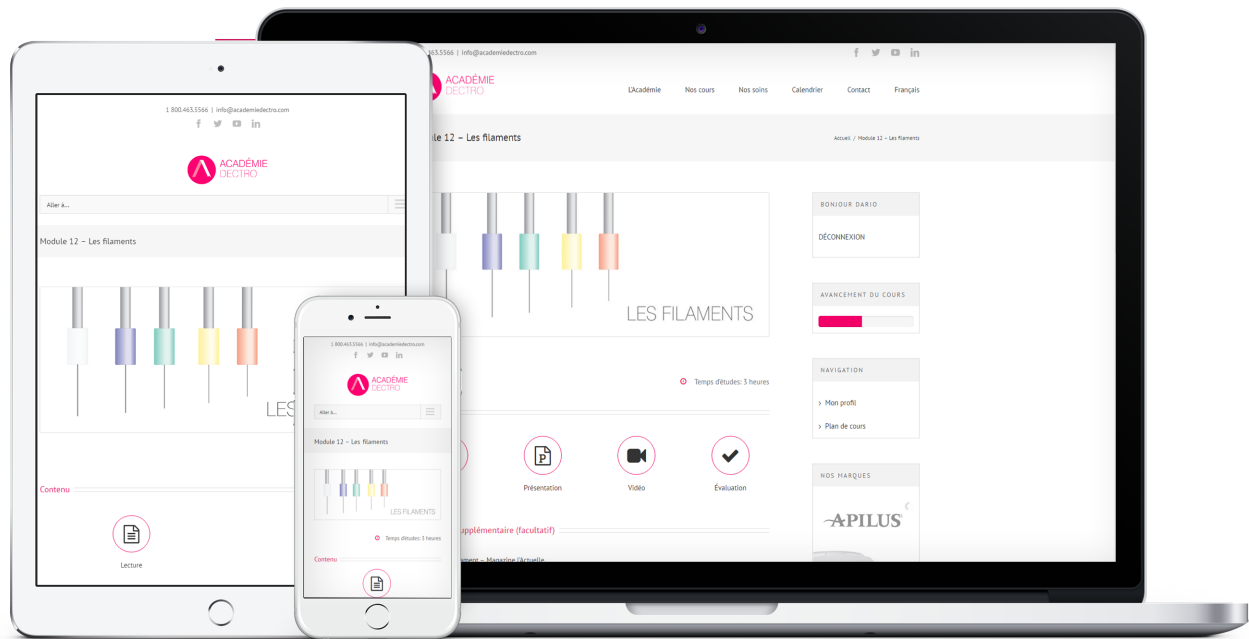 1 800.463.5566 | info@academiedectro.com
ACADÉMIE
DECTRO
Aller à...
Module 12 – Les filaments
Contenu
Lecture
1 800.463.5566 | info@academiedectro.com
ACADÉMIE
DECTRO
Aller à...
Module 12 – Les filaments
LES FILAMENTS
Temps d'études: 3 heures
Contenu
| info@academiedectro.com
ACADÉMIE
DECTRO
L'Académie Nos cours Nos soins Calendrier Contact Français
12 – Les filaments
Accueil / Module 12 – Les filaments
LES FILAMENTS
Temps d'études: 3 heures
Présentation Vidéo Évaluation
(facultatif)
– Magazine l'Actuelle
BONJOUR DARIO
DÉCONNEXION
AVANCEMENT DU COURS
NAVIGATION
> Mon profil
> Plan de cours
NOS MARQUES
APILUS